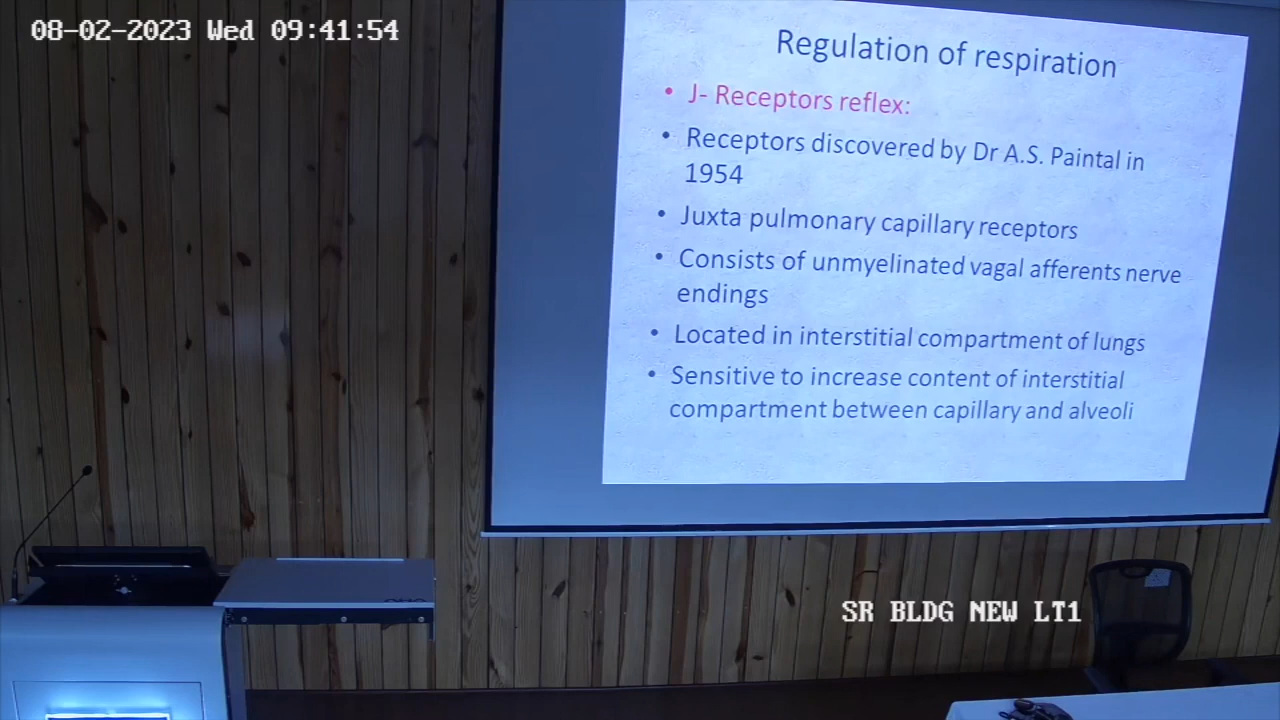 08-02-2023 Wed 09:41:54
Regulation of respiration
• J- Receptors reflex:
• Receptors discovered by Dr A.S. Paintal in
1954
• Juxta pulmonary capillary receptors
• Consists of unmyelinated vagal afferents nerve
endings
• Located in interstitial compartment of lungs
• Sensitive to increase content of interstitial
compartment between capillary and alveoli
SR BLDG NEW LT1